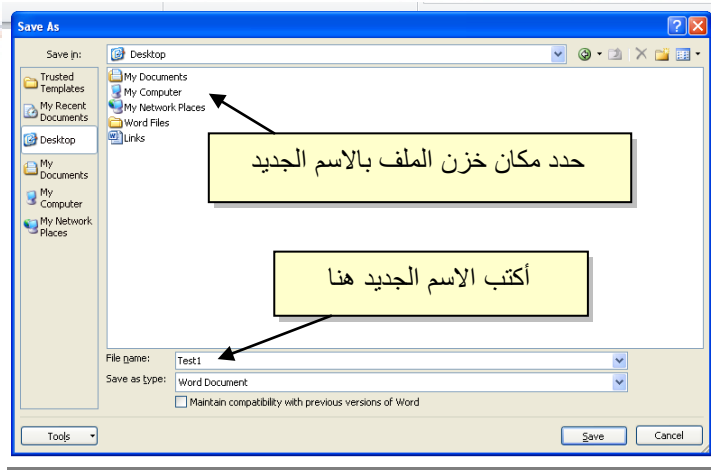 Save As
Save in:
Desktop
Trusted
Templates
My Recent
Documents
Desktop
My
Documents
My
Computer
My Network
Places
My Documents
My Computer
My Network Places
Word Files
Links
حدد مكان خزن الملف بالاسم الجديد
أكتب الاسم الجديد هنا
File name:
Test1
Save as type:
Word Document
Maintain compatibility with previous versions of Word
Tools
Save
Cancel